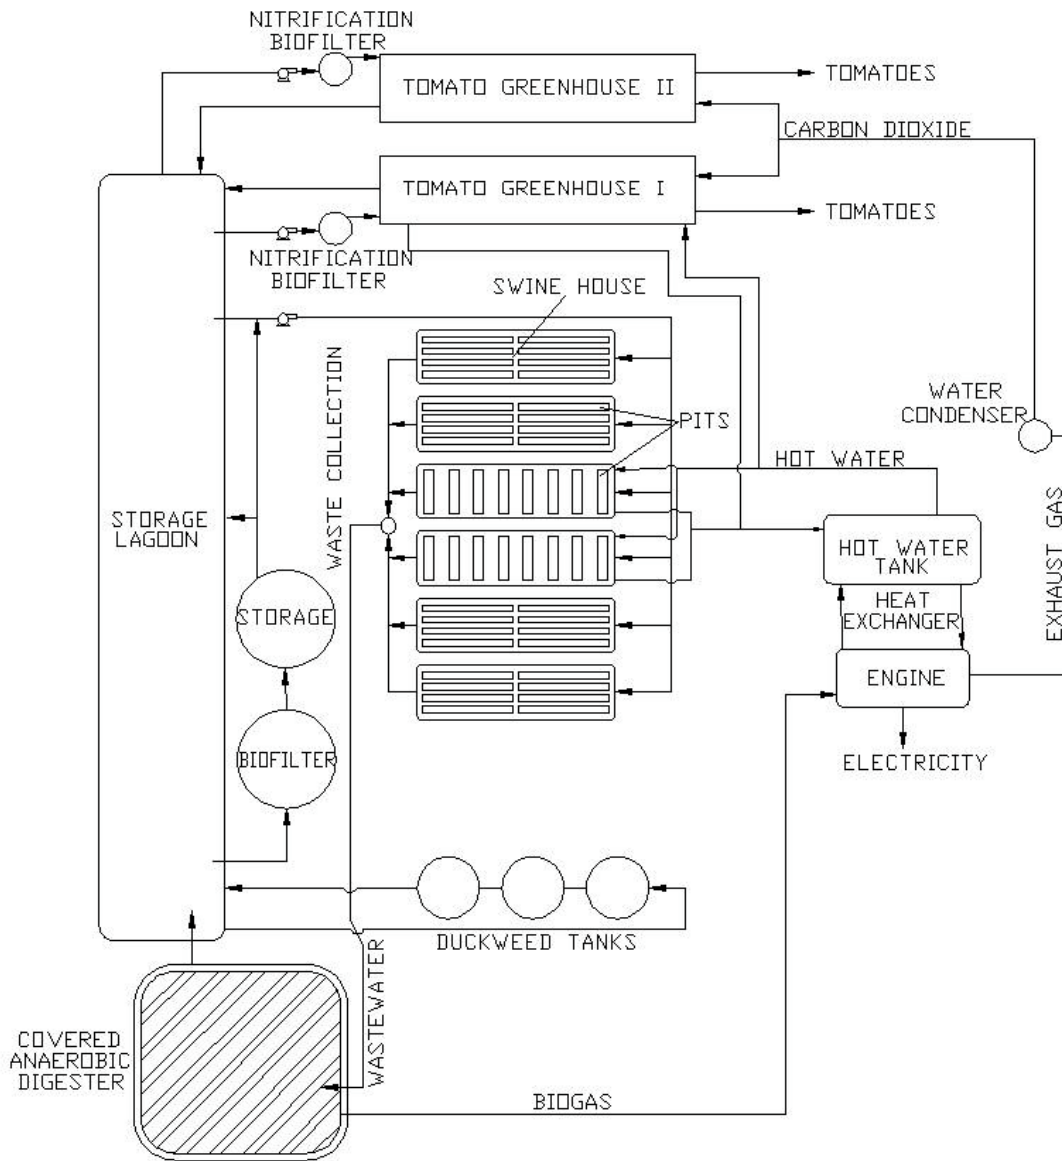 NITRIFICATION
BIOFILTER
TOMATO GREENHOUSE II
TOMATOES
CARBON DIOXIDE
TOMATO GREENHOUSE I
TOMATOES
NITRIFICATION
BIOFILTER
SWINE HOUSE
WASTE COLLECTION
PITS
WATER
CONDENSER
HOT WATER
STORAGE
LAGOON
HOT WATER
TANK
EXHAUST GAS
HEAT
EXCHANGER
STORAGE
ENGINE
BIOFILTER
ELECTRICITY
DUCKWEED TANKS
WASTEWATER
COVERED
ANAEROBIC
DIGESTER
BIOGAS